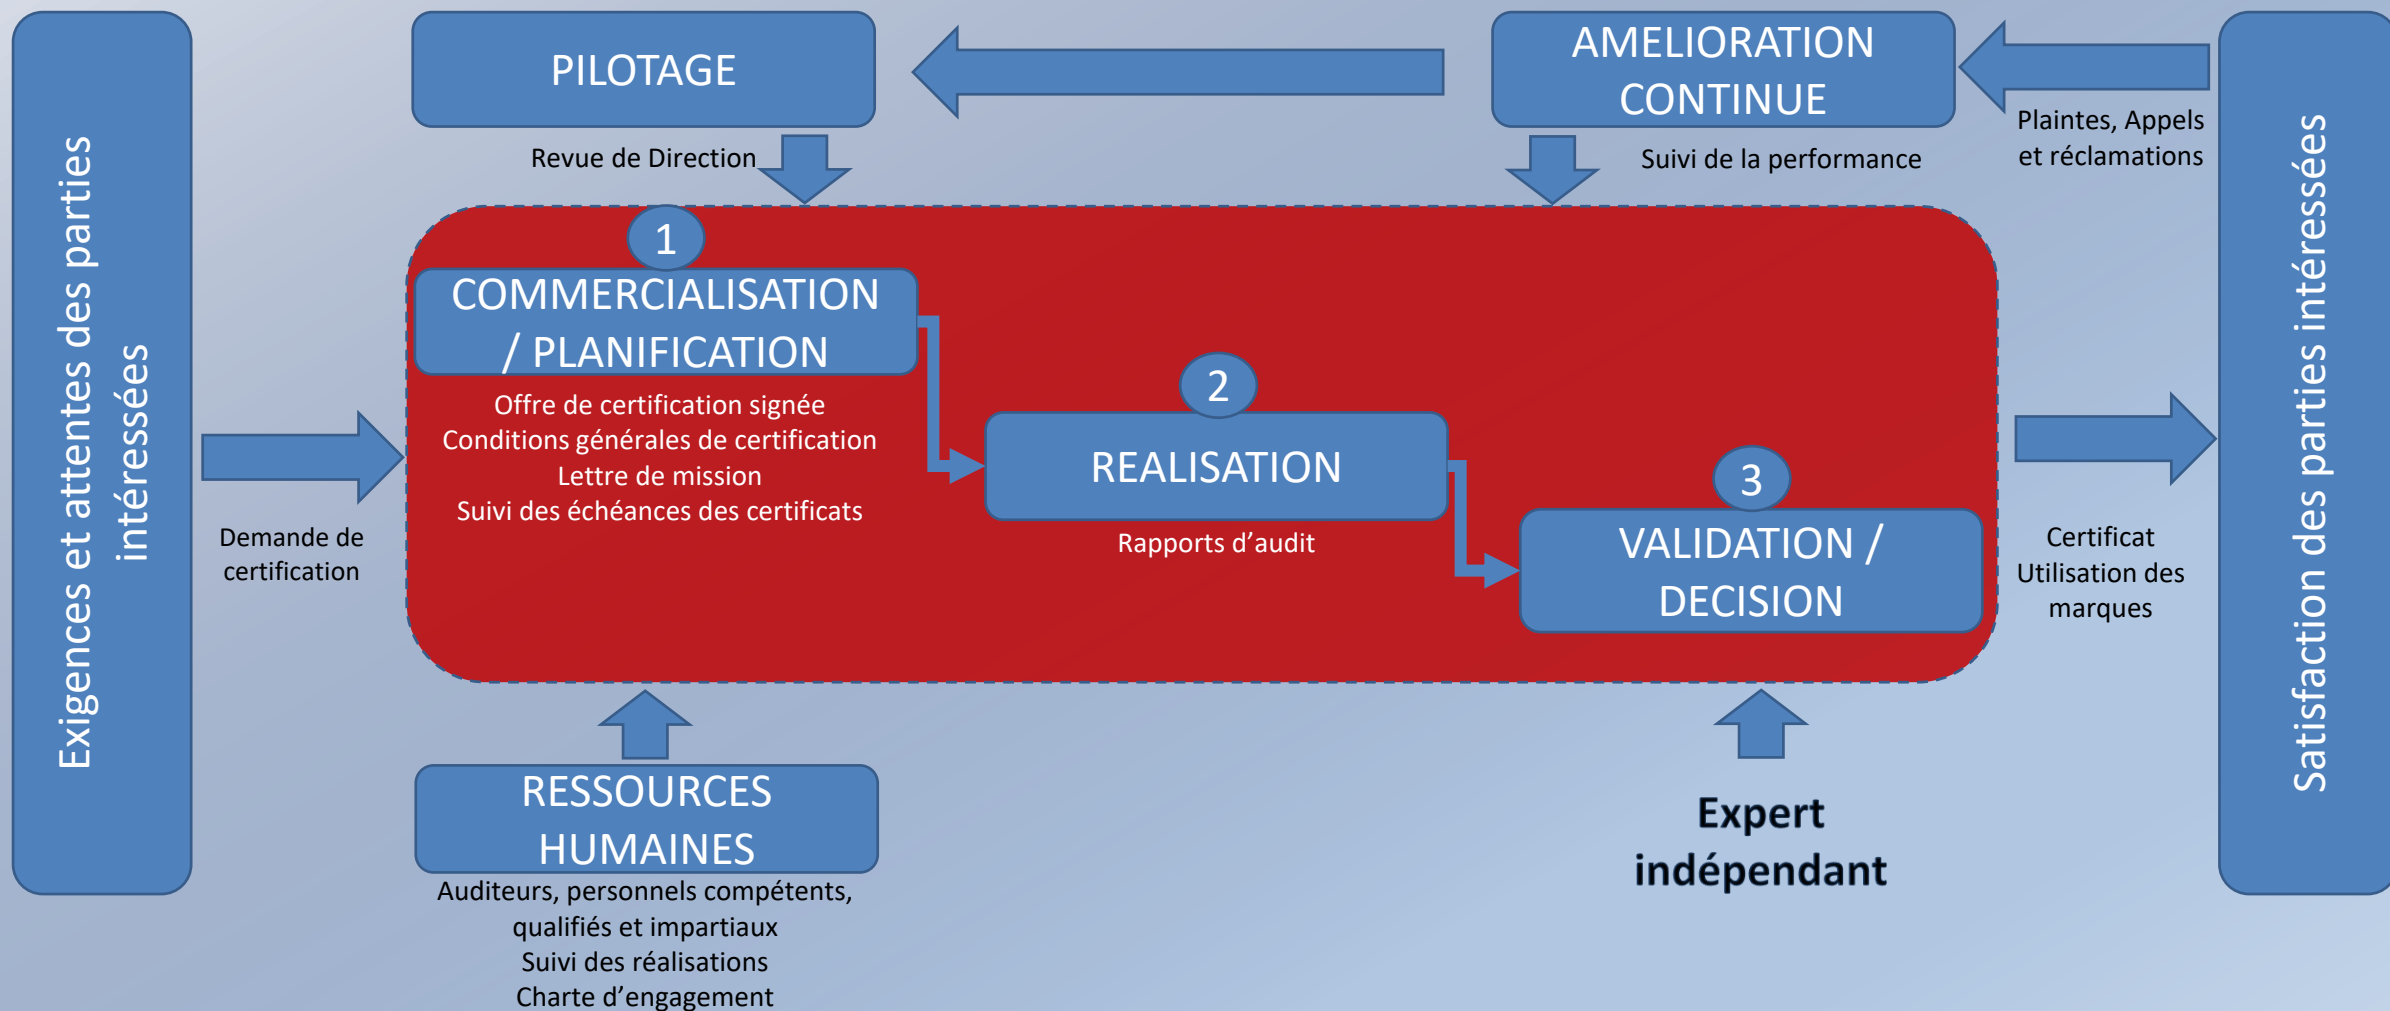 Exigences et attentes des parties
intéressées
PILOTAGE
Revue de Direction
AMELIORATION
CONTINUE
Suivi de la performance
Plaintes, Appels
et réclamations
Demande de
certification
1
COMMERCIALISATION
/ PLANIFICATION
Offre de certification signée
Conditions générales de certification
Lettre de mission
Suivi des échéances des certificats
2
REALISATION
Rapports d’audit
3
VALIDATION /
DECISION
Certificat
Utilisation des
marques
Satisfaction des parties intéressées
RESSOURCES
HUMAINES
Auditeurs, personnels compétents,
qualifiés et impartiaux
Suivi des réalisations
Charte d’engagement
Expert
indépendant